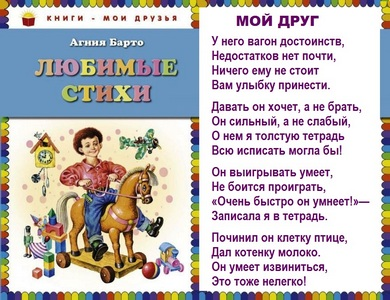 КНИГИ - МОИ ДРУЗЬЯ
Агния Барто
ЛЮБИМЫЕ
СТИХИ
МОЙ ДРУГ
У него вагон достоинств,
Недостатков нет почти,
Ничего ему не стоит
Вам улыбку принести.
Давать он хочет, а не брать,
Он сильный, а не слабый,
О нем я толстую тетрадь
Всю исписать могла бы!
Он выигрывать умеет,
Не боится проиграть,
«Очень быстро он умнеет!»—
Записала я в тетрадь.
Починил он клетку птице,
Дал котенку молоко.
Он умеет извиниться,
Это тоже нелегко!